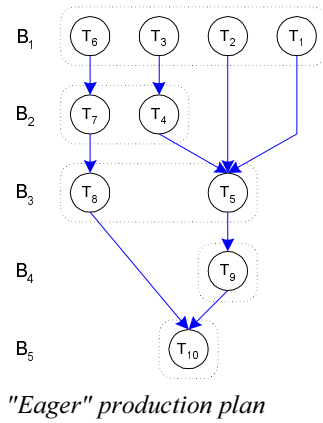 B1 T6 T3 T2 T1
B2 T7 T4
B3 T8 T5
B4 T9
B5 T10
"Eager" production plan